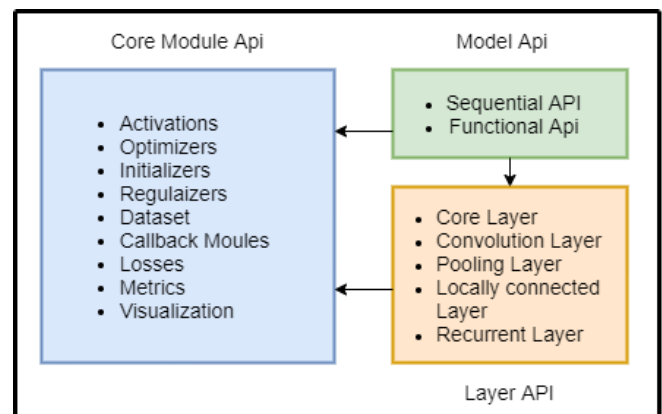 Core Module Api
Activations
Optimizers
Initializers
Regulaizers
Dataset
Callback Moules
Losses
Metrics
Visualization
Model Api
Sequential API
Functional Api
Core Layer
Convolution Layer
Pooling Layer
Locally connected
Layer
Recurrent Layer
Layer API